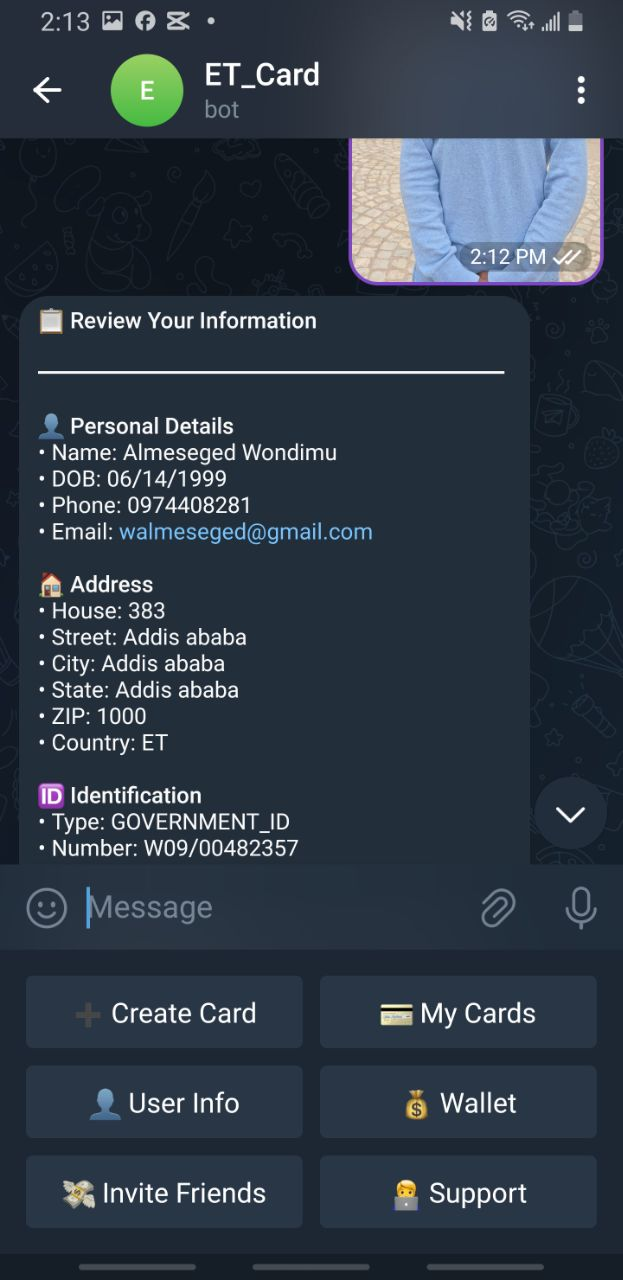 2:13
E
ET_Card
bot
2:12 PM
Review Your Information
Personal Details
• Name: Almeseged Wondimu
• DOB: 06/14/1999
• Phone: 0974408281
• Email: walmeseged@gmail.com
Address
• House: 383
• Street: Addis ababa
• City: Addis ababa
• State: Addis ababa
• ZIP: 1000
• Country: ET
ID Identification
• Type: GOVERNMENT_ID
• Number: W09/00482357
Message
Create Card
My Cards
User Info
Wallet
Invite Friends
Support